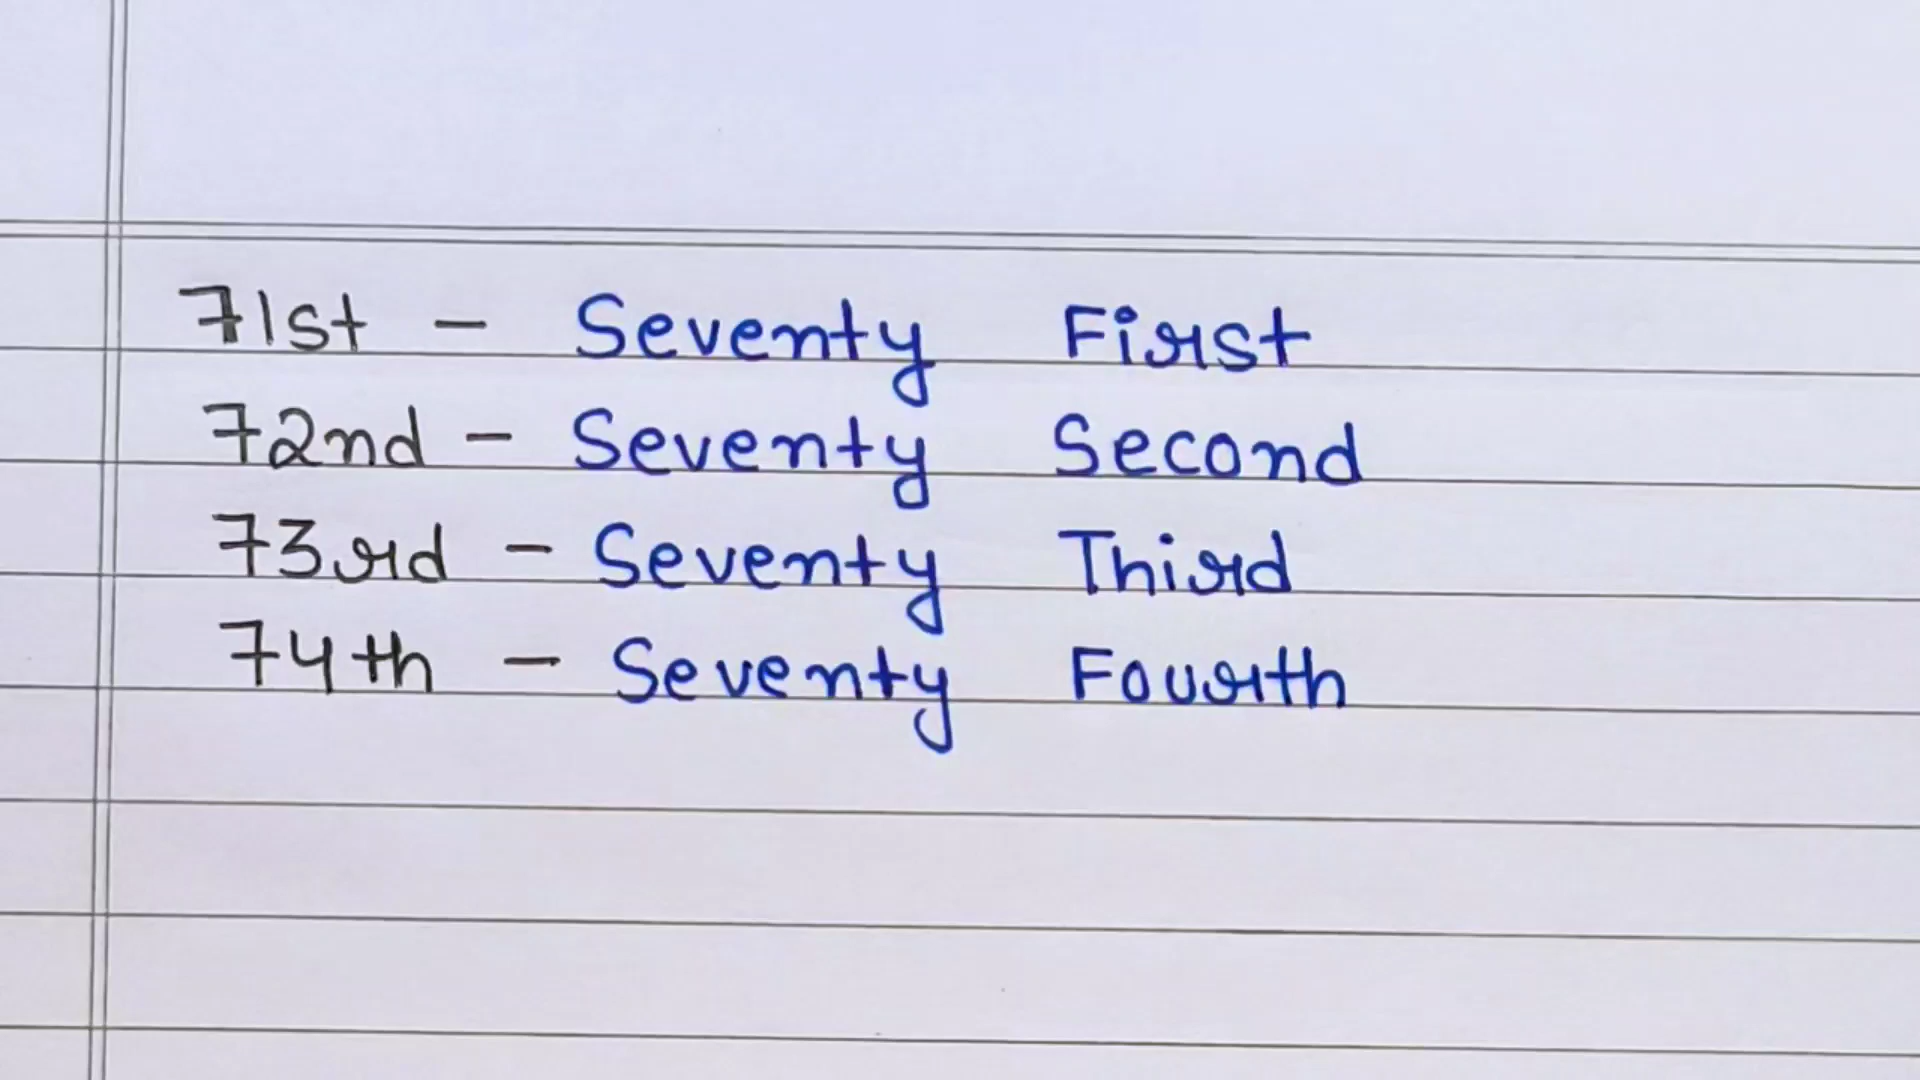 71st - Seventy First
72nd - Seventy Second
73rd - Seventy Third
74th - Seventy Fourth